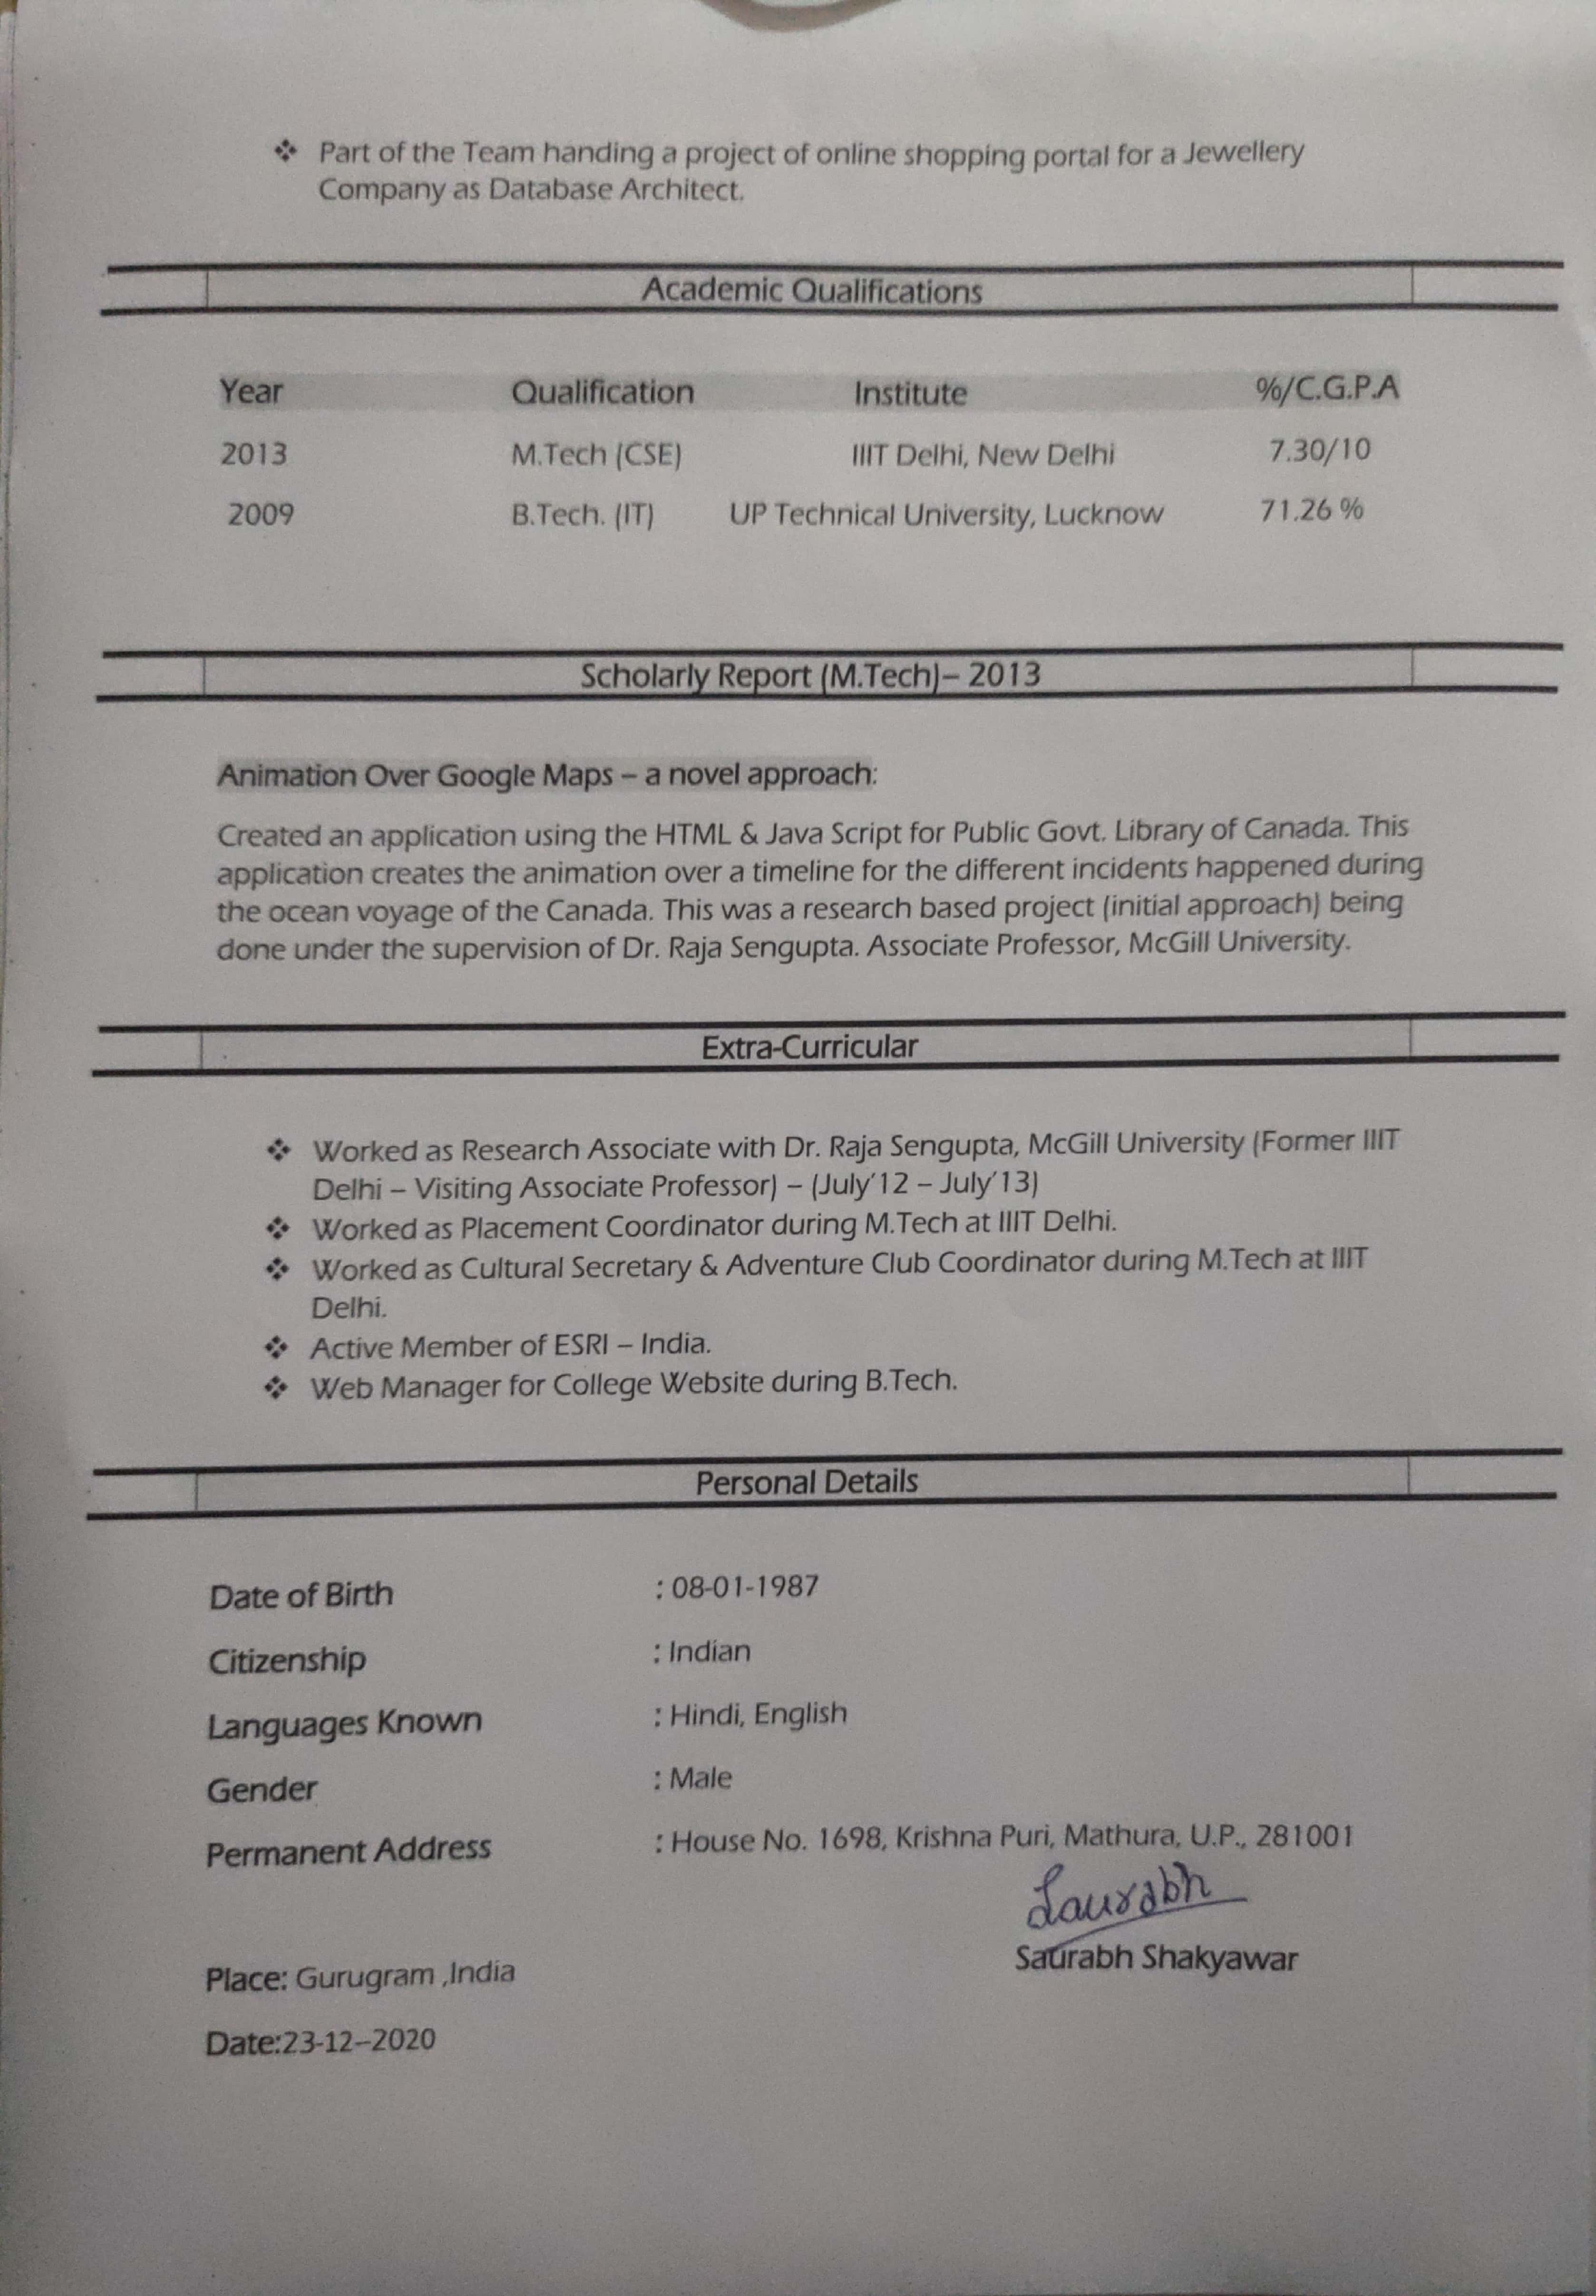 ❖ Part of the Team handing a project of online shopping portal for a Jewellery
Company as Database Architect.
Academic Qualifications
Year Qualification Institute %/C.G.P.A
2013 M.Tech (CSE) IIIT Delhi, New Delhi 7.30/10
2009 B.Tech. (IT) UP Technical University, Lucknow 71.26 %
Scholarly Report (M.Tech)– 2013
Animation Over Google Maps – a novel approach:
Created an application using the HTML & Java Script for Public Govt. Library of Canada. This
application creates the animation over a timeline for the different incidents happened during
the ocean voyage of the Canada. This was a research based project (initial approach) being
done under the supervision of Dr. Raja Sengupta. Associate Professor, McGill University.
Extra-Curricular
❖ Worked as Research Associate with Dr. Raja Sengupta, McGill University (Former IIIT
Delhi – Visiting Associate Professor) – (July'12 – July'13)
❖ Worked as Placement Coordinator during M.Tech at IIIT Delhi.
❖ Worked as Cultural Secretary & Adventure Club Coordinator during M.Tech at IIIT
Delhi.
❖ Active Member of ESRI – India.
❖ Web Manager for College Website during B.Tech.
Personal Details
Date of Birth : 08-01-1987
Citizenship : Indian
Languages Known : Hindi, English
Gender : Male
Permanent Address : House No. 1698, Krishna Puri, Mathura, U.P., 281001
Saurabh
Saurabh Shakyawar
Place: Gurugram ,India
Date:23-12–2020